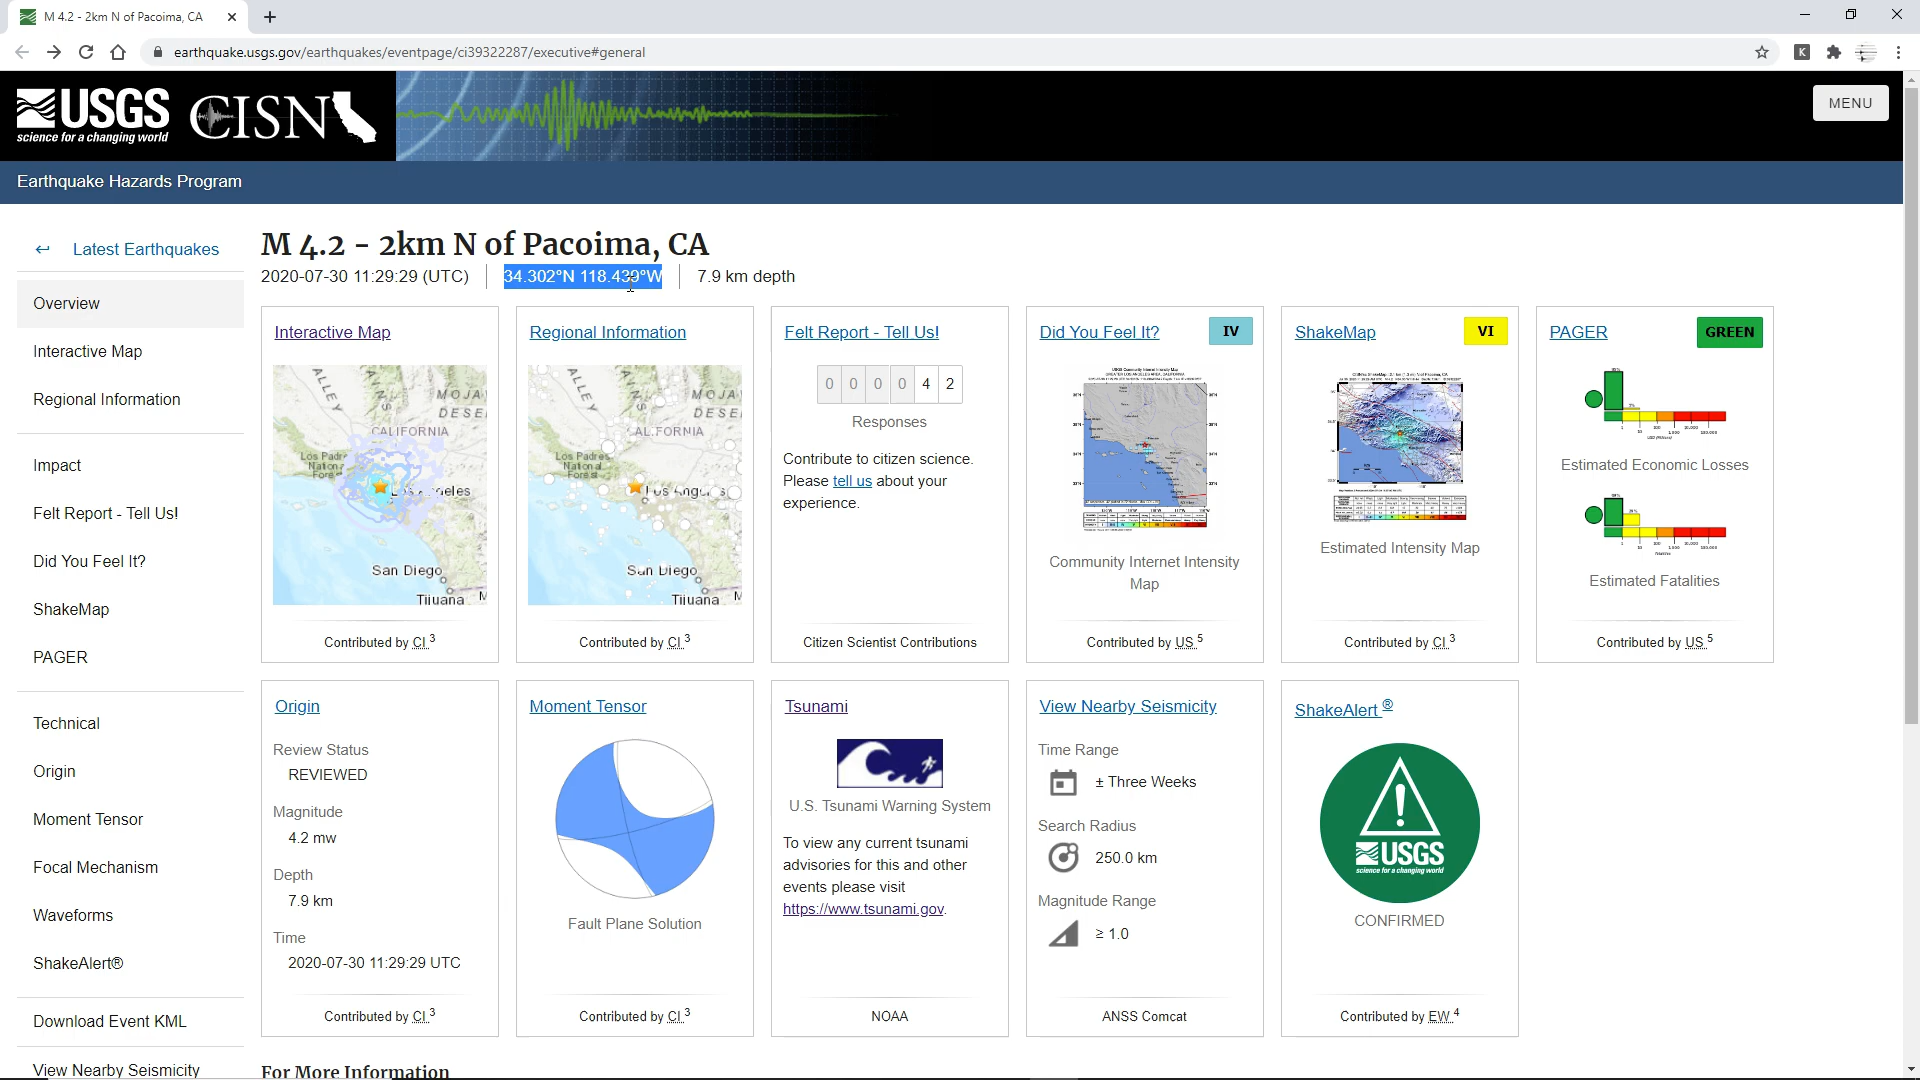 M 4.2 - 2km N of Pacoima, CA
earthquake.usgs.gov/earthquakes/eventpage/ci39322287/executive#general
K
USGS
science for a changing world
CISN
MENU
Earthquake Hazards Program
Latest Earthquakes
M 4.2 - 2km N of Pacoima, CA
2020-07-30 11:29:29 (UTC)
34.302°N 118.439°W
7.9 km depth
Overview
Interactive Map
Regional Information
Impact
Felt Report - Tell Us!
Did You Feel It?
ShakeMap
PAGER
Technical
Origin
Moment Tensor
Focal Mechanism
Waveforms
ShakeAlert®
Download Event KML
View Nearby Seismicity
Interactive Map
CALIFORNIA
San Diego
Tijuana
Contributed by CI 3
Regional Information
San Diego
Tijuana
Contributed by CI 3
Felt Report - Tell Us!
0 0 0 0 4 2
Responses
Contribute to citizen science.
Please tell us about your
experience.
Citizen Scientist Contributions
Did You Feel It?
IV
Community Internet Intensity
Map
Contributed by US 5
ShakeMap
VI
Estimated Intensity Map
Contributed by CI 3
PAGER
GREEN
Estimated Economic Losses
Estimated Fatalities
Contributed by US 5
Origin
Review Status
REVIEWED
Magnitude
4.2 mw
Depth
7.9 km
Time
2020-07-30 11:29:29 UTC
Contributed by CI 3
Moment Tensor
Fault Plane Solution
Contributed by CI 3
Tsunami
U.S. Tsunami Warning System
To view any current tsunami
advisories for this and other
events please visit
https://www.tsunami.gov.
NOAA
View Nearby Seismicity
Time Range
± Three Weeks
Search Radius
250.0 km
Magnitude Range
≥ 1.0
ANSS Comcat
ShakeAlert ®
USGS
science for a changing world
CONFIRMED
Contributed by EW 4
For More Information